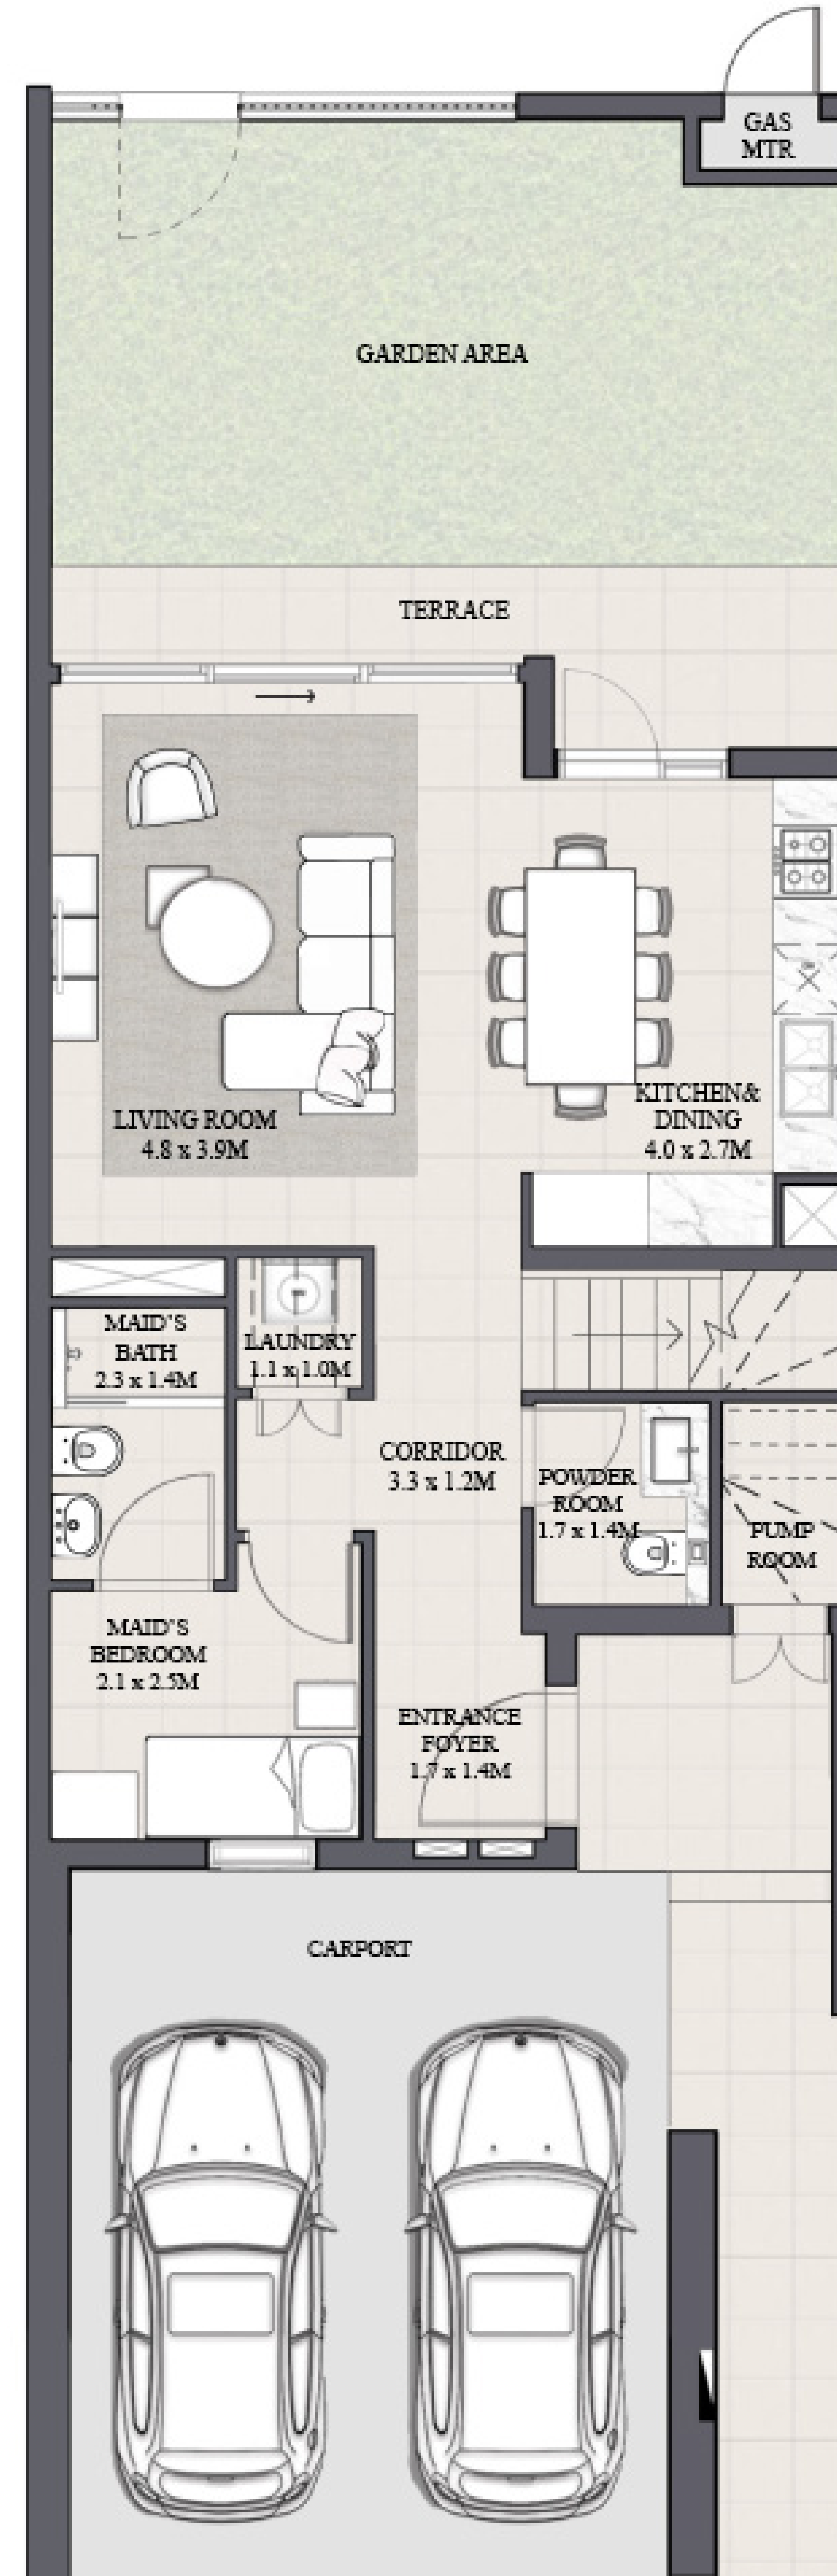 GAS
MTR
GARDEN AREA
TERRACE
LIVING ROOM
4.8 x 3.9M
KITCHEN&
DINING
4.0 x 2.7M
MAID'S
BATH
2.3 x 1.4M
LAUNDRY
1.1 x 1.0M
CORRIDOR
3.3 x 1.2M
POWDER
ROOM
1.7 x 1.4M
PUMP
ROOM
MAID'S
BEDROOM
2.1 x 2.5M
ENTRANCE
FOYER
1.7 x 1.4M
CARPORT